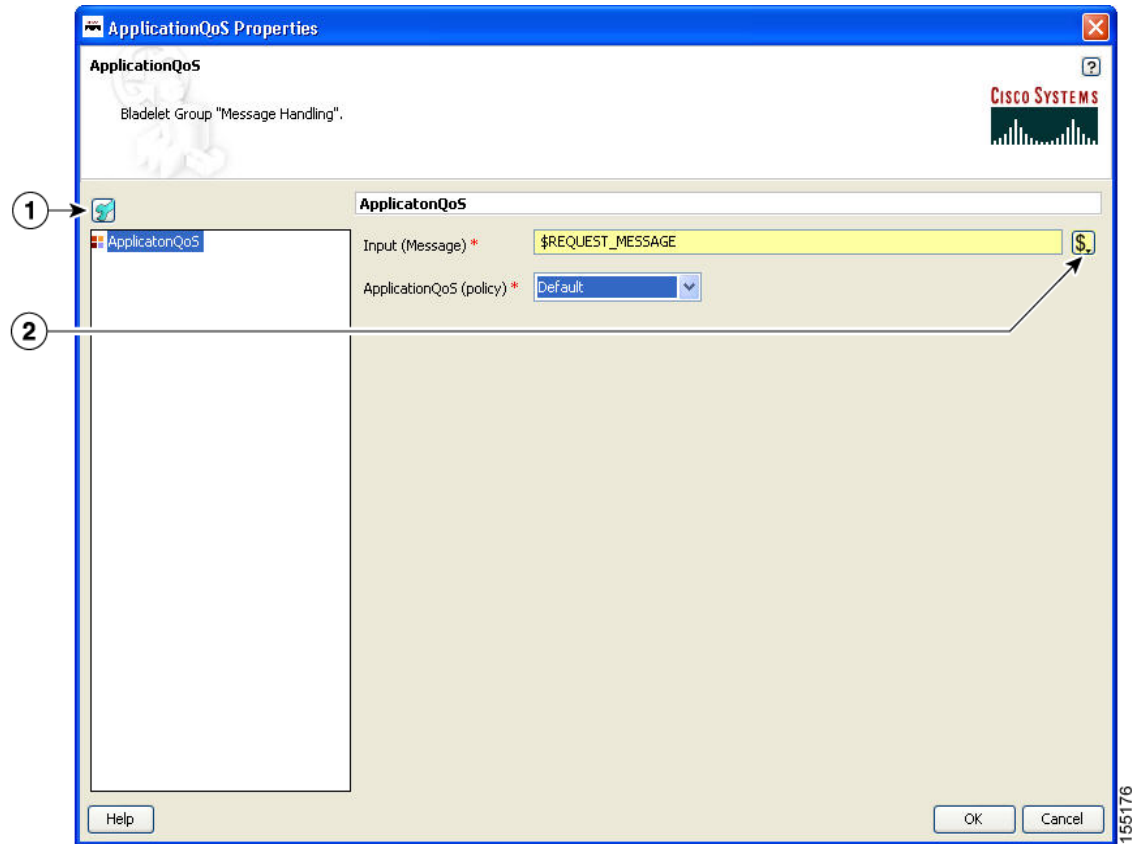 ApplicationQoS Properties
ApplicationQoS
?
Bladelet Group "Message Handling".
CISCO SYSTEMS
1
ApplicatonQoS
ApplicatonQoS
Input (Message) *
$REQUEST_MESSAGE
$
ApplicationQoS (policy) *
Default
2
Help
OK
Cancel
155176